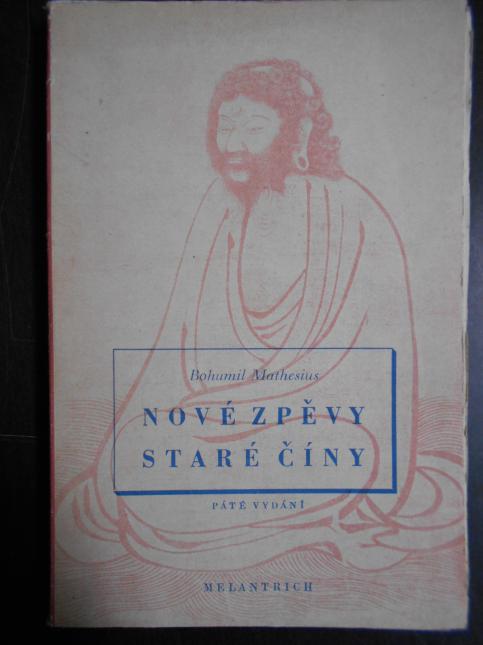 Bohumil Mathesius
NOVÉ ZPĚVY
STARÉ ČÍNY
PÁTÉ VYDÁNÍ
MELANTRICH